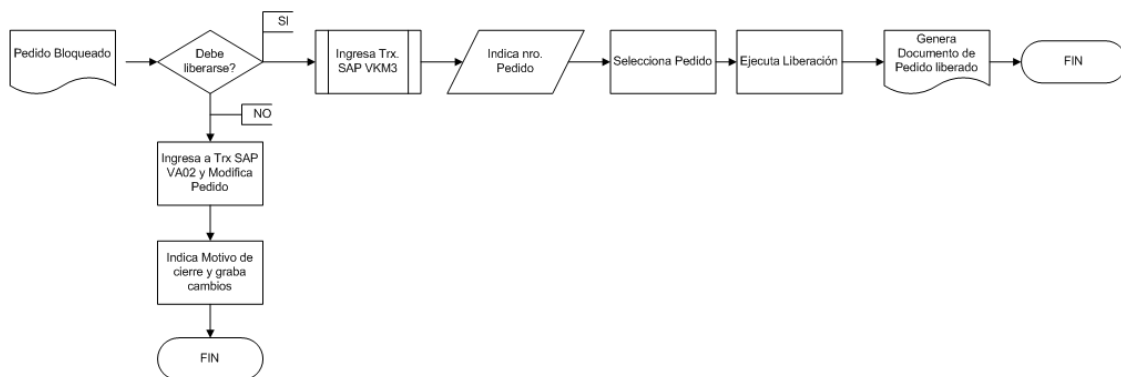 SI
Pedido Bloqueado
Debe
liberarse?
Ingresa Trx.
SAP VKM3
Indica nro.
Pedido
Selecciona Pedido
Ejecuta Liberación
Genera
Documento de
Pedido liberado
FIN
NO
Ingresa a Trx SAP
VA02 y Modifica
Pedido
Indica Motivo de
cierre y graba
cambios
FIN